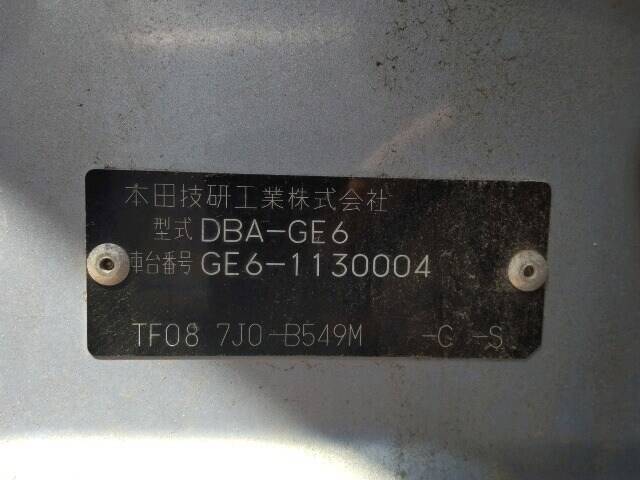 本田技研工業株式会社
型式 DBA-GE6
車台番号 GE6-1130004
TF08 7J0-B549M -G -S